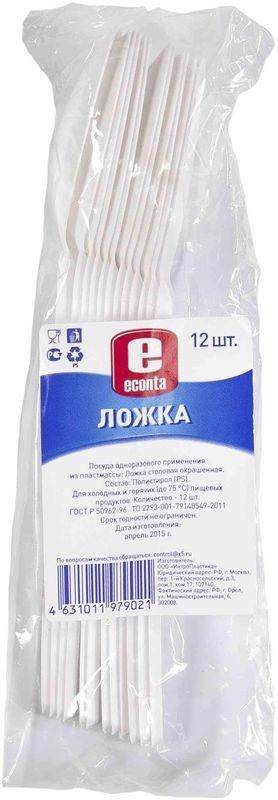 e
econta
12 шт.
PS
ЛОЖКА
Посуда одноразового применения
из пластмассы: Ложка столовая окрашенная.
Состав: Полистирол (PS).
Для холодных и горячих (до 75 °C) пищевых
продуктов. Количество - 12 шт.
ГОСТ Р 50962-96 ТО 2293-001-79148549-2011
Срок годности не ограничен.
Дата изготовления:
апрель 2015 г.
По вопросам качества обращаться: control@x5.ru
Изготовитель:
ООО «ИнтроПластика»
Юридический адрес: РФ, г. Москва,
пер. 1-й Красносельский, д.3,
пом.1, ком.17, 107140.
Фактический адрес: РФ, г. Орел,
ул. Машиностроительная, 6,
302008.
4 631011 979021